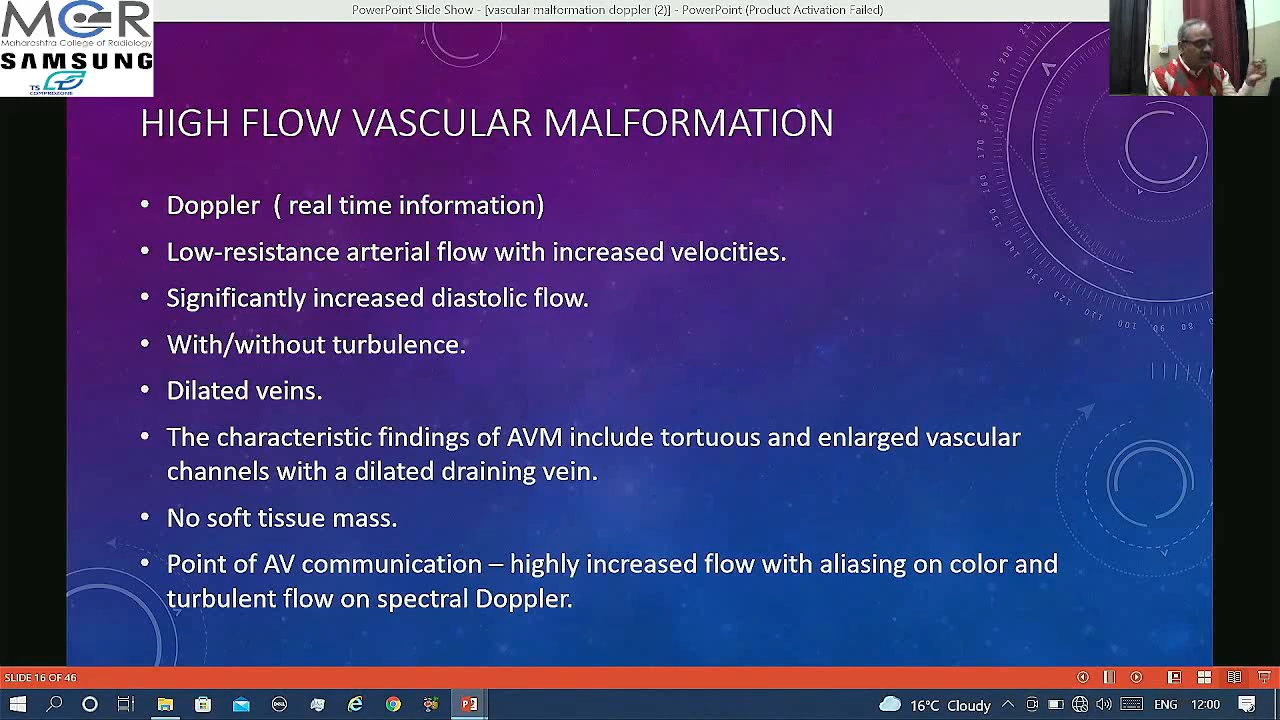 PowerPoint Slide Show - [vascular malformation doppler (2)] - PowerPoint (Product Activation Failed)
MCR
Maharashtra College of Radiology
SAMSUNG
TS
COMPROZONE
HIGH FLOW VASCULAR MALFORMATION
• Doppler ( real time information)
• Low-resistance arterial flow with increased velocities.
• Significantly increased diastolic flow.
• With/without turbulence.
• Dilated veins.
• The characteristic findings of AVM include tortuous and enlarged vascular
channels with a dilated draining vein.
• No soft tissue mass.
• Point of AV communication – highly increased flow with aliasing on color and
turbulent flow on spectral Doppler.
SLIDE 16 OF 46
16°C Cloudy
ENG
12:00